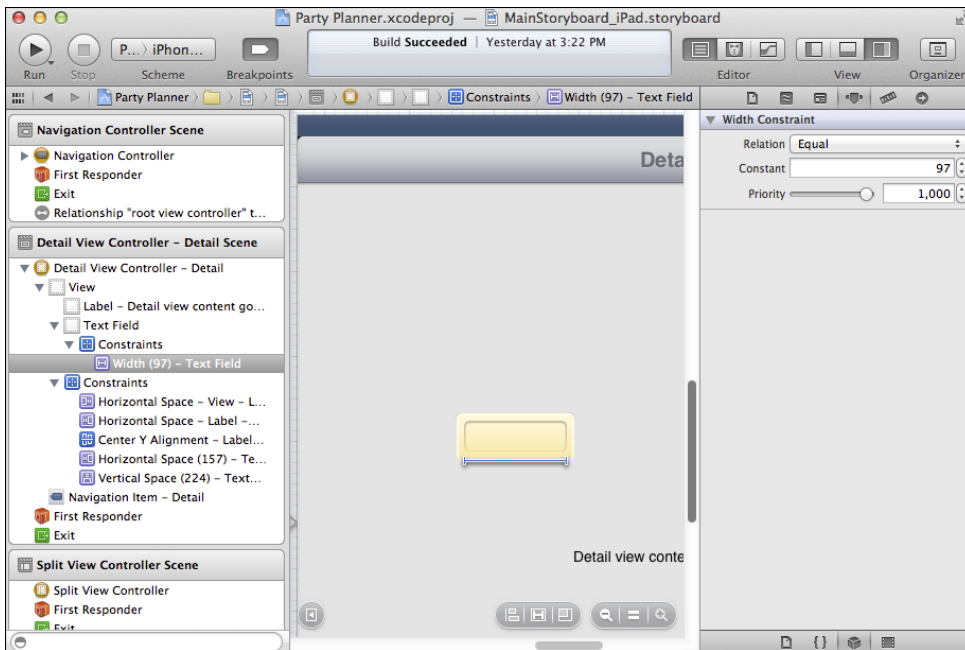 Party Planner.xcodeproj — MainStoryboard_iPad.storyboard
P...〉iPhon...
Build Succeeded | Yesterday at 3:22 PM
Run Stop Scheme Breakpoints Editor View Organizer
Party Planner Constraints Width (97) – Text Field
Navigation Controller Scene
Navigation Controller
First Responder
Exit
Relationship "root view controller" t...
Detail View Controller – Detail Scene
Detail View Controller – Detail
View
Label – Detail view content go...
Text Field
Constraints
Width (97) – Text Field
Constraints
Horizontal Space – View – L...
Horizontal Space – Label –...
Center Y Alignment – Label...
Horizontal Space (157) – Te...
Vertical Space (224) – Text...
Navigation Item – Detail
First Responder
Exit
Split View Controller Scene
Split View Controller
First Responder
Exit
Deta
Detail view conte
Width Constraint
Relation Equal
Constant 97
Priority 1,000